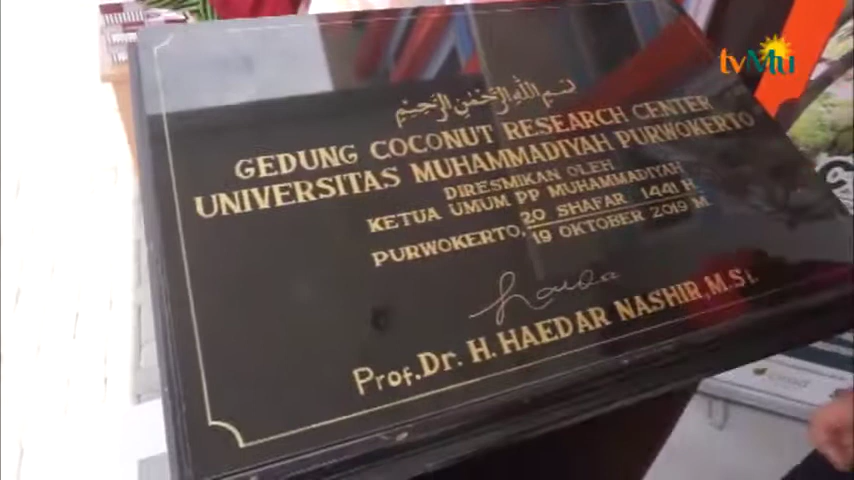 tvMu
بسم الله الرحمن الرحيم
GEDUNG COCONUT RESEARCH CENTER
UNIVERSITAS MUHAMMADIYAH PURWOKERTO
DIRESMIKAN OLEH
KETUA UMUM PP MUHAMMADIYAH
PURWOKERTO, 20 SHAFAR 1441 H
19 OKTOBER 2019 M
Prof. Dr. H. HAEDAR NASHIR, M.Si